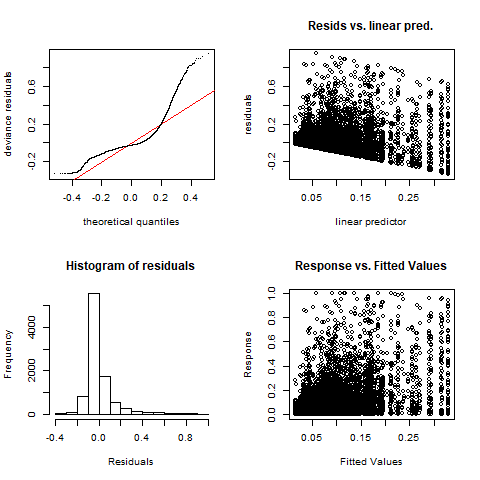 deviance residuals
-0.2 0.2 0.6
-0.4 -0.2 0.0 0.2 0.4
theoretical quantiles
Resids vs. linear pred.
residuals
-0.2 0.2 0.6
0.05 0.15 0.25
linear predictor
Histogram of residuals
Frequency
0 2000 4000
-0.4 0.0 0.4 0.8
Residuals
Response vs. Fitted Values
Response
0.0 0.2 0.4 0.6 0.8 1.0
0.05 0.15 0.25
Fitted Values